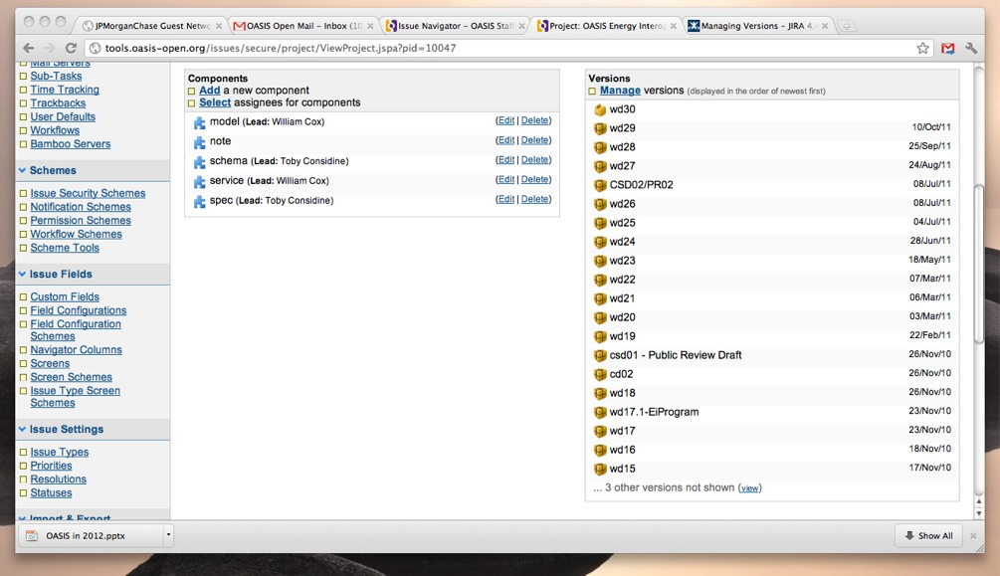 JPMorganChase Guest Netwo
OASIS Open Mail – Inbox (10
Issue Navigator – OASIS Staff
Project: OASIS Energy Interop
Managing Versions – JIRA 4.
tools.oasis-open.org/issues/secure/project/ViewProject.jspa?pid=10047
Mail Servers
Sub-Tasks
Time Tracking
Trackbacks
User Defaults
Workflows
Bamboo Servers
Schemes
Issue Security Schemes
Notification Schemes
Permission Schemes
Workflow Schemes
Scheme Tools
Issue Fields
Custom Fields
Field Configurations
Field Configuration
Schemes
Navigator Columns
Screens
Screen Schemes
Issue Type Screen
Schemes
Issue Settings
Issue Types
Priorities
Resolutions
Statuses
Import & Export
Components
Add a new component
Select assignees for components
model (Lead: William Cox) (Edit | Delete)
note (Edit | Delete)
schema (Lead: Toby Considine) (Edit | Delete)
service (Lead: William Cox) (Edit | Delete)
spec (Lead: Toby Considine) (Edit | Delete)
Versions
Manage versions (displayed in the order of newest first)
wd30
wd29 10/Oct/11
wd28 25/Sep/11
wd27 24/Aug/11
CSD02/PR02 08/Jul/11
wd26 08/Jul/11
wd25 04/Jul/11
wd24 28/Jun/11
wd23 18/May/11
wd22 07/Mar/11
wd21 06/Mar/11
wd20 03/Mar/11
wd19 22/Feb/11
csd01 - Public Review Draft 26/Nov/10
cd02 26/Nov/10
wd18 26/Nov/10
wd17.1-EiProgram 23/Nov/10
wd17 23/Nov/10
wd16 18/Nov/10
wd15 17/Nov/10
... 3 other versions not shown (view)
OASIS in 2012.pptx
Show All